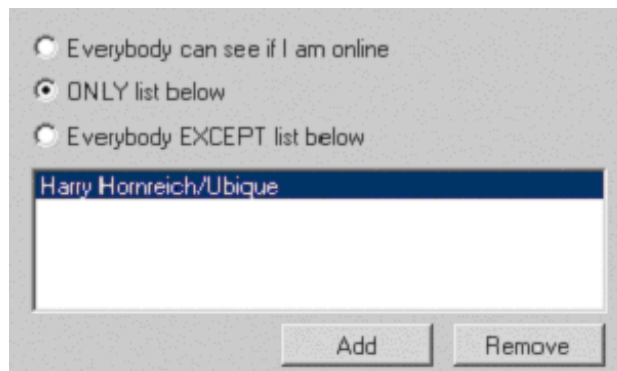 Everybody can see if I am online
ONLY list below
Everybody EXCEPT list below
Harry Hornreich/Ubique
Add Remove